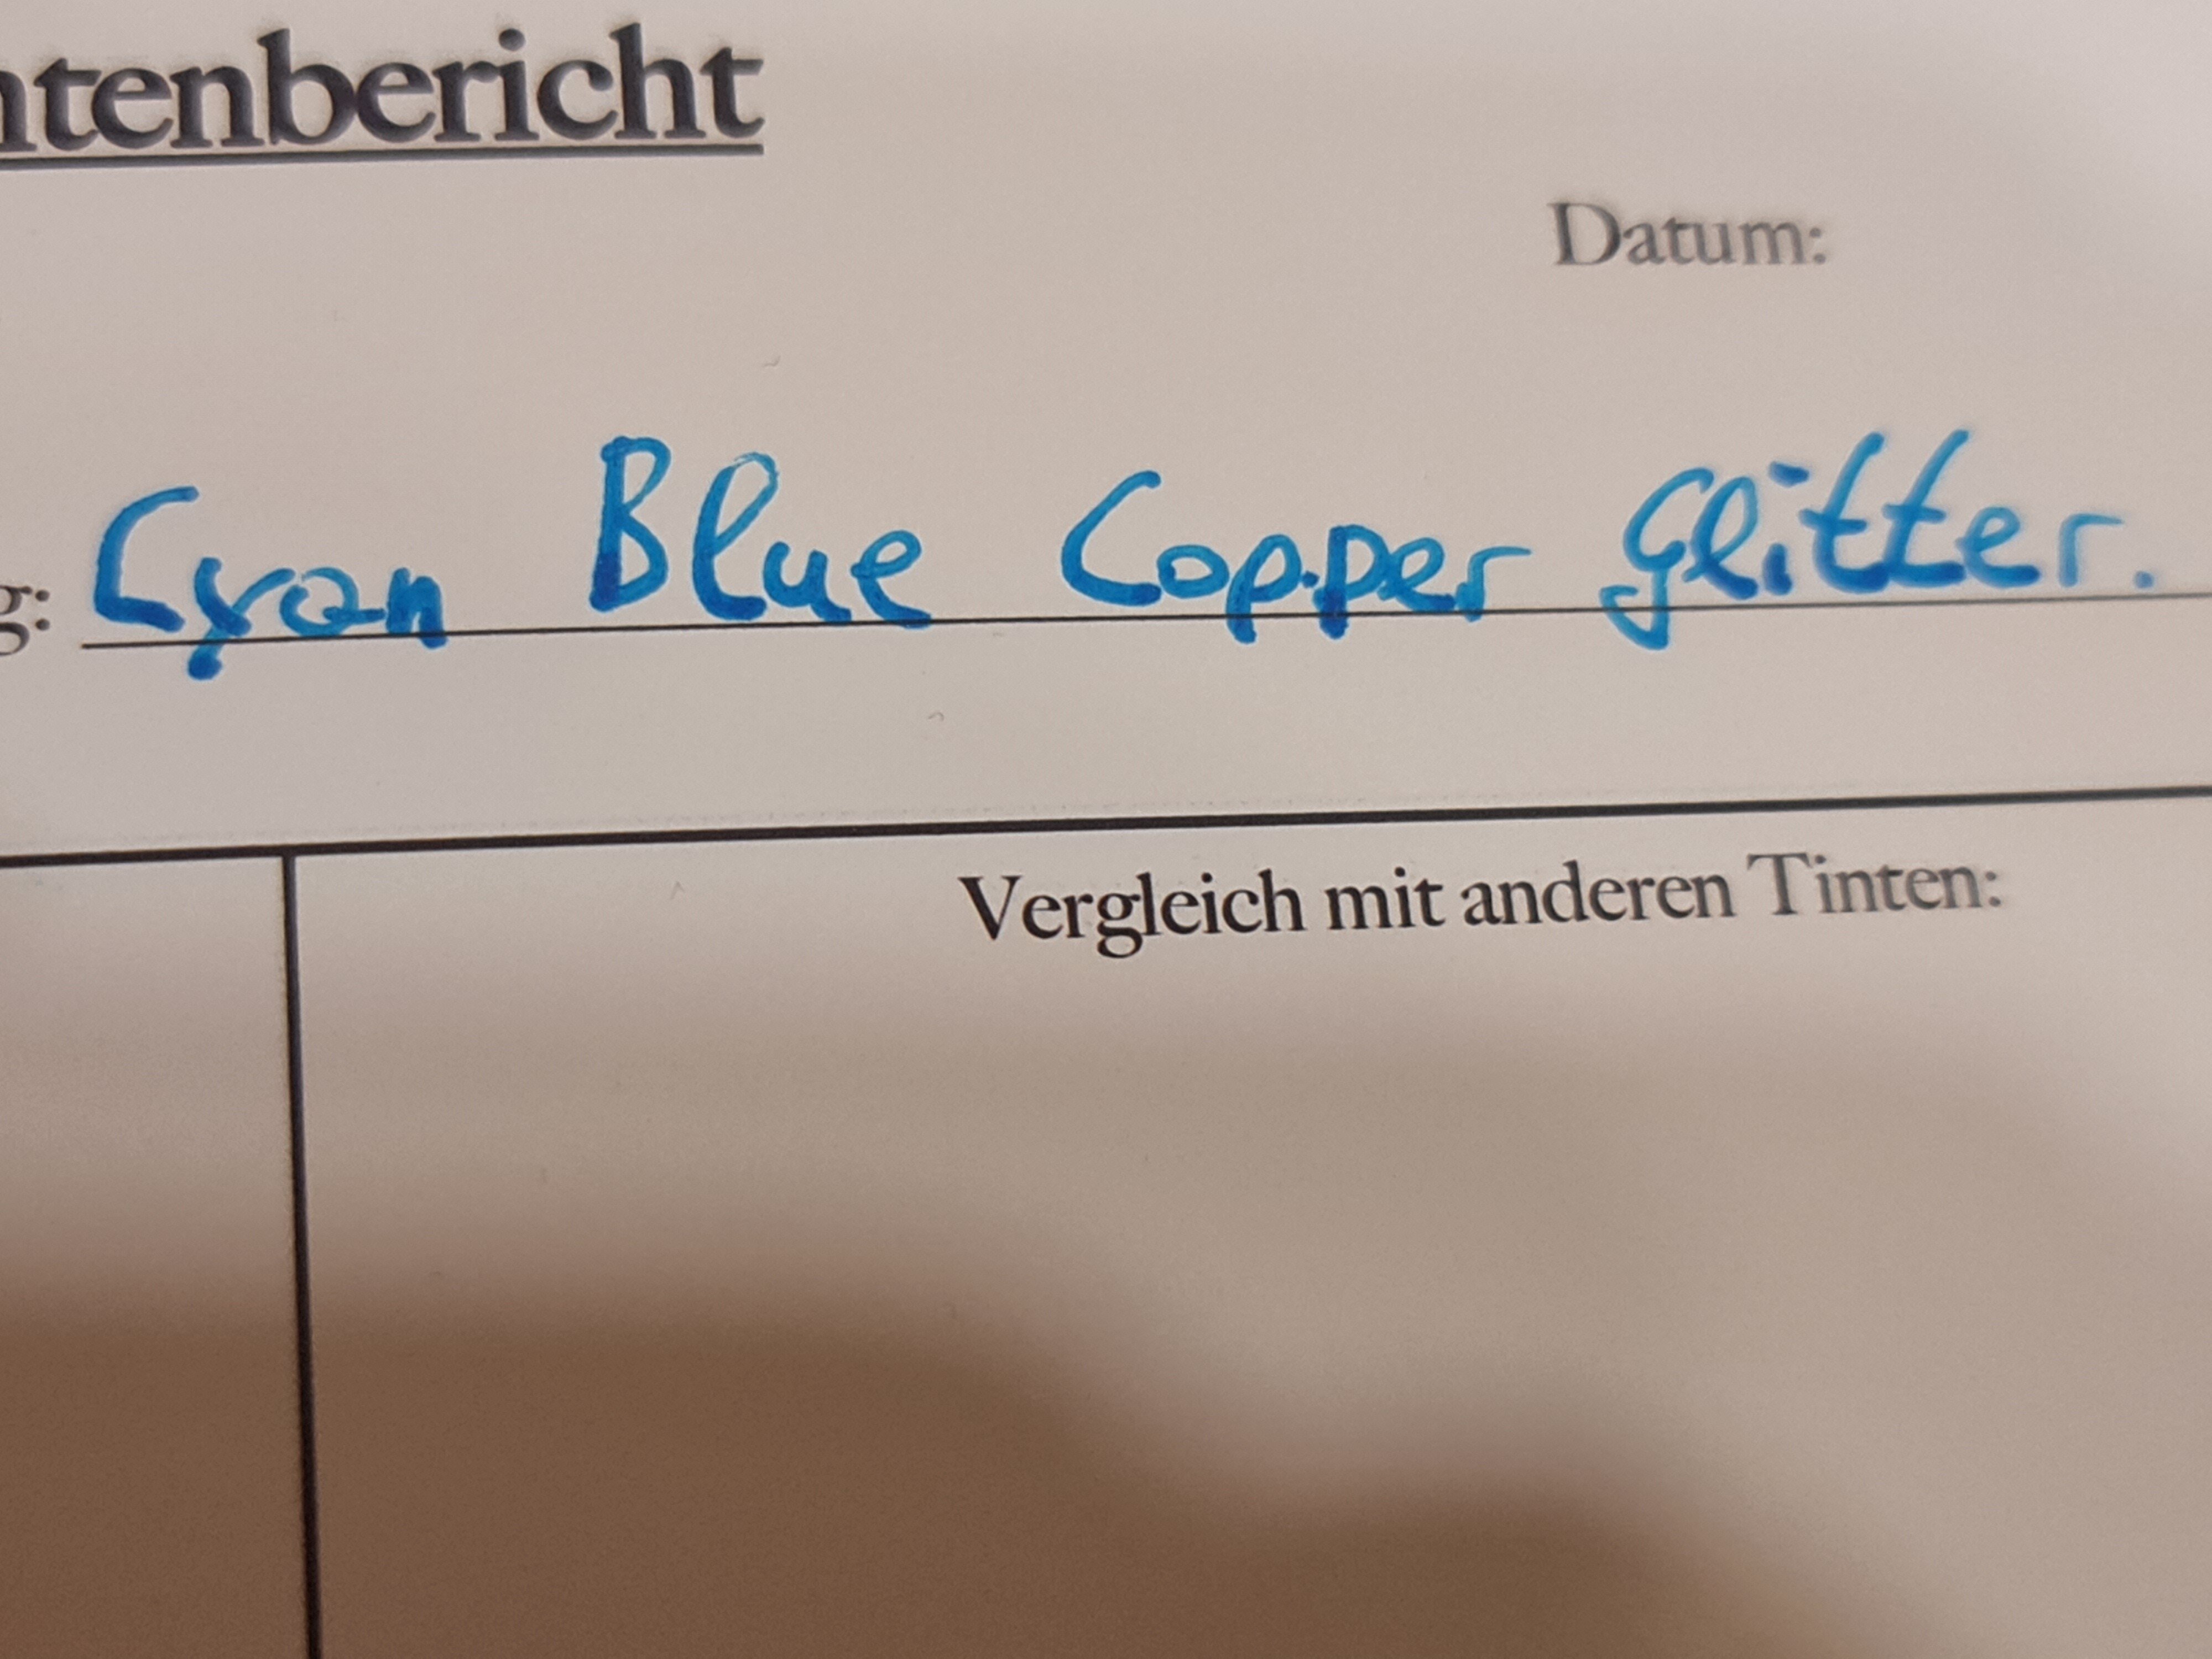 ntenbericht
Datum:
g: Cyan Blue Copper Glitter.
Vergleich mit anderen Tinten: